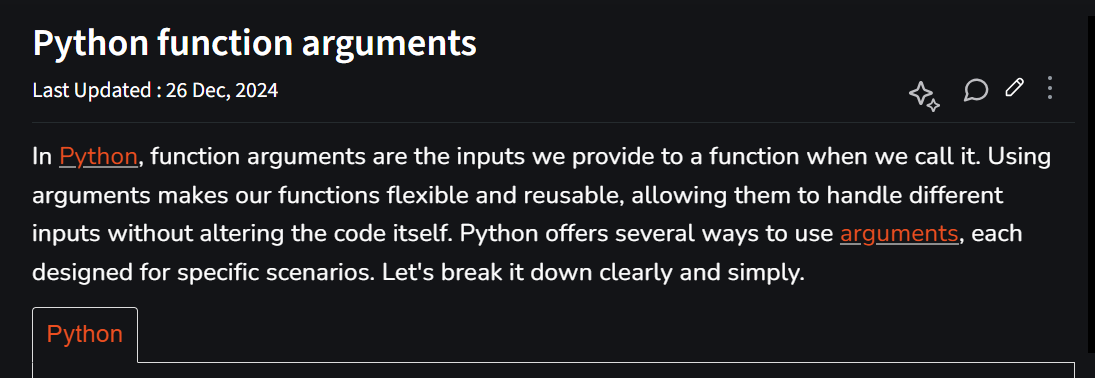 Python function arguments
Last Updated : 26 Dec, 2024
In Python, function arguments are the inputs we provide to a function when we call it. Using
arguments makes our functions flexible and reusable, allowing them to handle different
inputs without altering the code itself. Python offers several ways to use arguments, each
designed for specific scenarios. Let's break it down clearly and simply.
Python